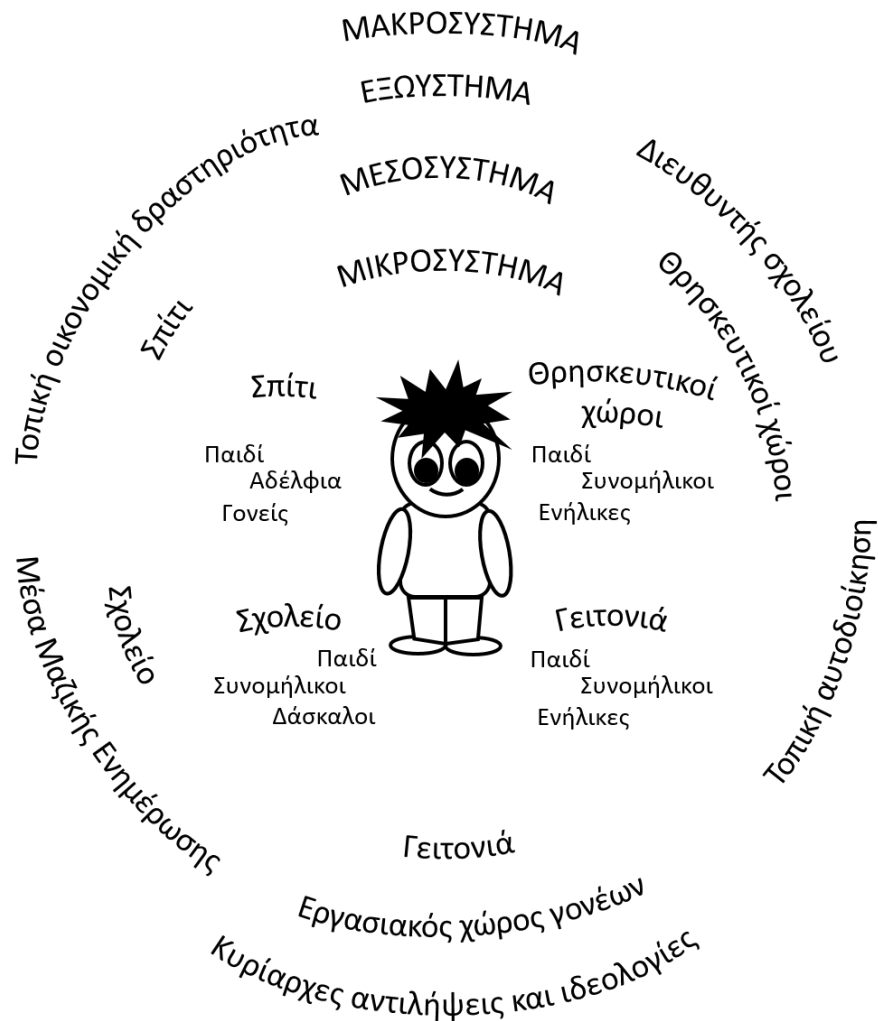 ΜΑΚΡΟΣΥΣΤΗΜΑ
ΕΞΩΥΣΤΗΜΑ
ΜΕΣΟΣΥΣΤΗΜΑ
ΜΙΚΡΟΣΥΣΤΗΜΑ
Τοπική οικονομική δραστηριότητα
Διευθυντής σχολείου
Σπίτι
Θρησκευτικοί χώροι
Σπίτι
Παιδί
Αδέλφια
Γονείς
Θρησκευτικοί
χώροι
Παιδί
Συνομήλικοι
Ενήλικες
Σχολείο
Παιδί
Συνομήλικοι
Δάσκαλοι
Γειτονιά
Παιδί
Συνομήλικοι
Ενήλικες
Σχολείο
Μέσα Μαζικής Ενημέρωσης
Τοπική αυτοδιοίκηση
Γειτονιά
Εργασιακός χώρος γονέων
Κυρίαρχες αντιλήψεις και ιδεολογίες